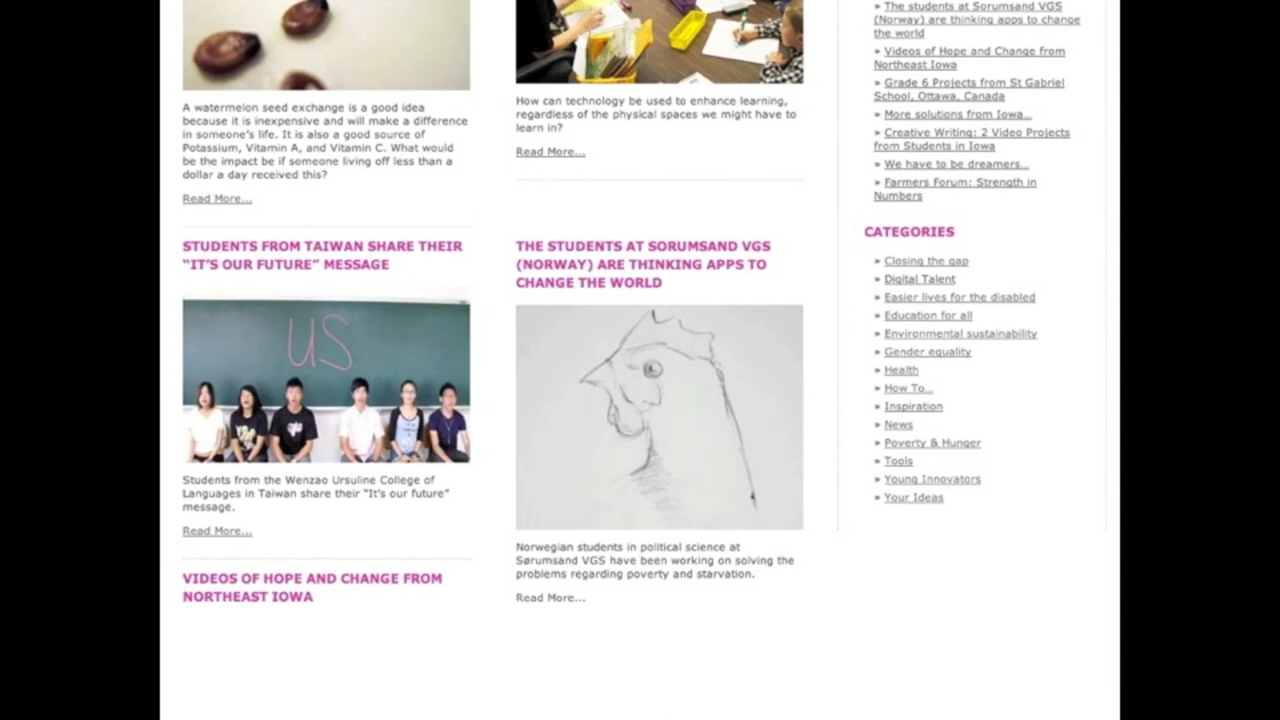 A watermelon seed exchange is a good idea
because it is inexpensive and will make a difference
in someone's life. It is also a good source of
Potassium, Vitamin A, and Vitamin C. What would
be the impact be if someone living off less than a
dollar a day received this?
Read More...
STUDENTS FROM TAIWAN SHARE THEIR
“IT’S OUR FUTURE” MESSAGE
US
Students from the Wenzao Ursuline College of
Languages in Taiwan share their “It’s our future”
message.
Read More...
VIDEOS OF HOPE AND CHANGE FROM
NORTHEAST IOWA
How can technology be used to enhance learning,
regardless of the physical spaces we might have to
learn in?
Read More...
THE STUDENTS AT SORUMSAND VGS
(NORWAY) ARE THINKING APPS TO
CHANGE THE WORLD
Norwegian students in political science at
Sørumsand VGS have been working on solving the
problems regarding poverty and starvation.
Read More...
» The students at Sorumsand VGS
(Norway) are thinking apps to change
the world
» Videos of Hope and Change from
Northeast Iowa
» Grade 6 Projects from St Gabriel
School, Ottawa, Canada
» More solutions from Iowa...
» Creative Writing: 2 Video Projects
from Students in Iowa
» We have to be dreamers...
» Farmers Forum: Strength in
Numbers
CATEGORIES
» Closing the gap
» Digital Talent
» Easier lives for the disabled
» Education for all
» Environmental sustainability
» Gender equality
» Health
» How To...
» Inspiration
» News
» Poverty & Hunger
» Tools
» Young Innovators
» Your Ideas